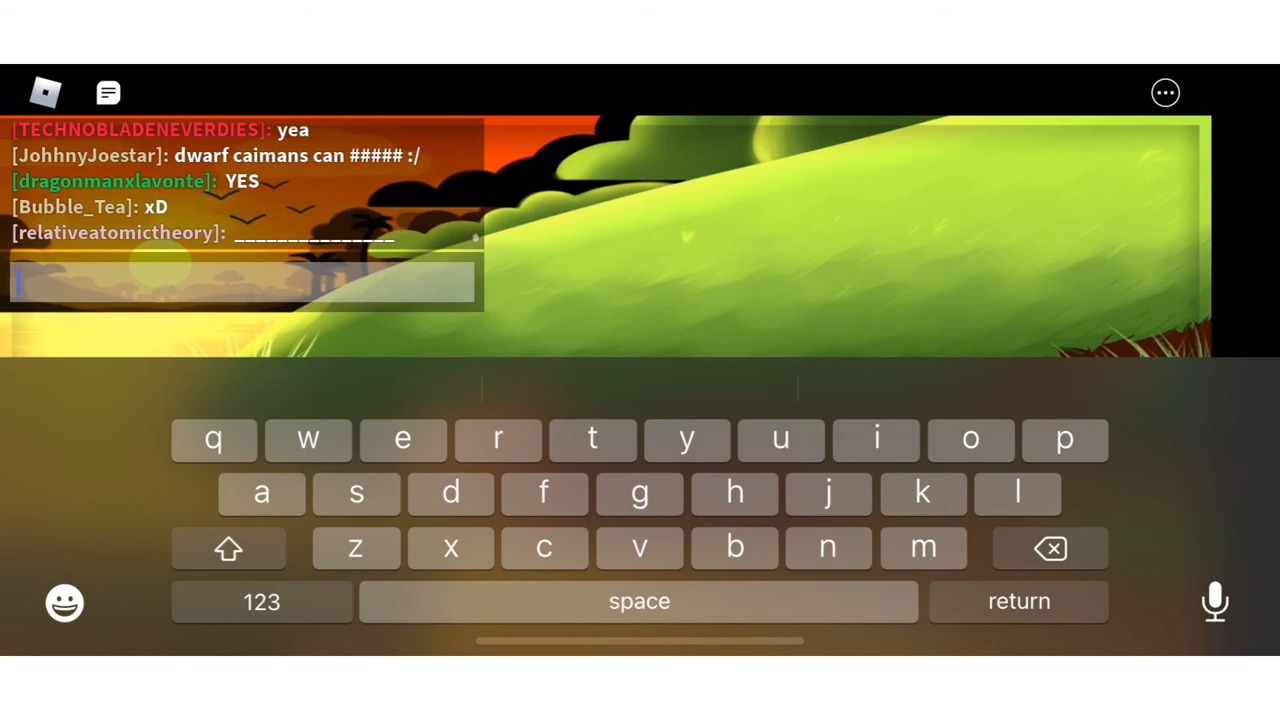 [TECHNOBLADENEVERDIES]: yea
[JohhnyJoestar]: dwarf caimans can ##### :/
[dragonmanxlavonte]: YES
[Bubble_Tea]: xD
[relativeatomictheory]: _______________
q w e r t y u i o p
a s d f g h j k l
z x c v b n m
123 space return